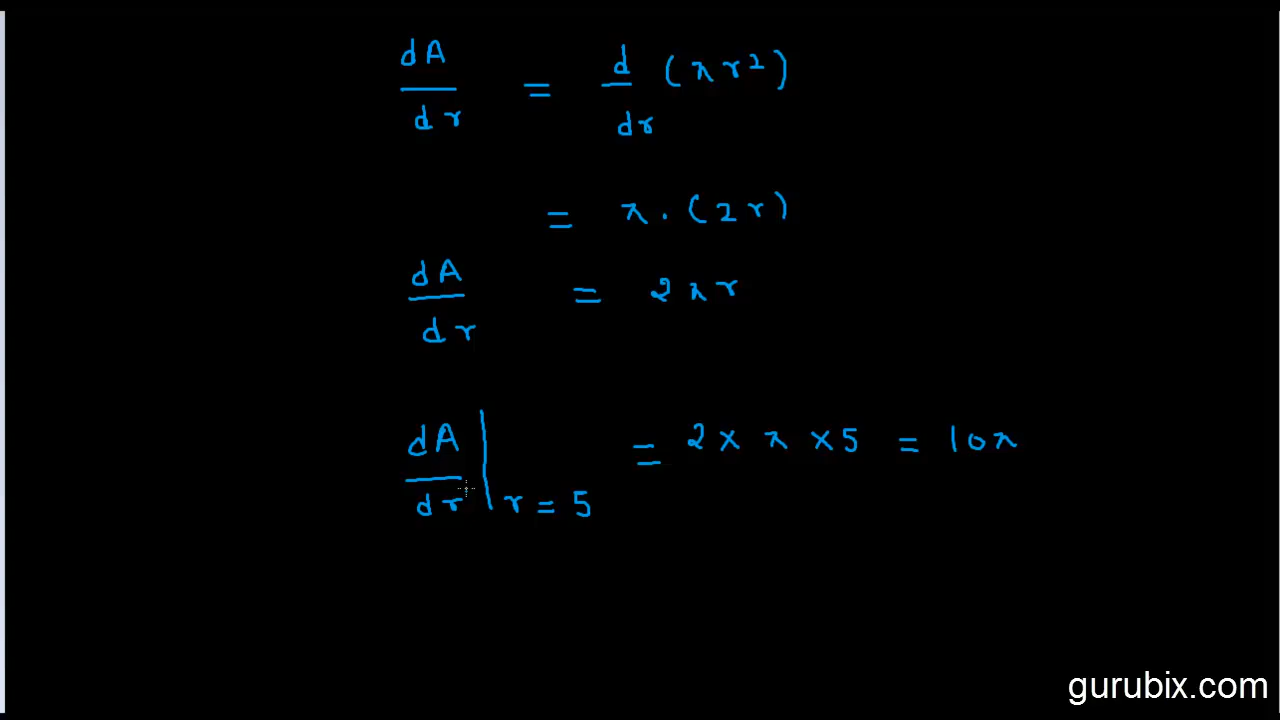 dA/dr = d/dr (πr²)
= π . (2r)
dA/dr = 2πr
dA/dr | r = 5 = 2 × π × 5 = 10π
gurubix.com